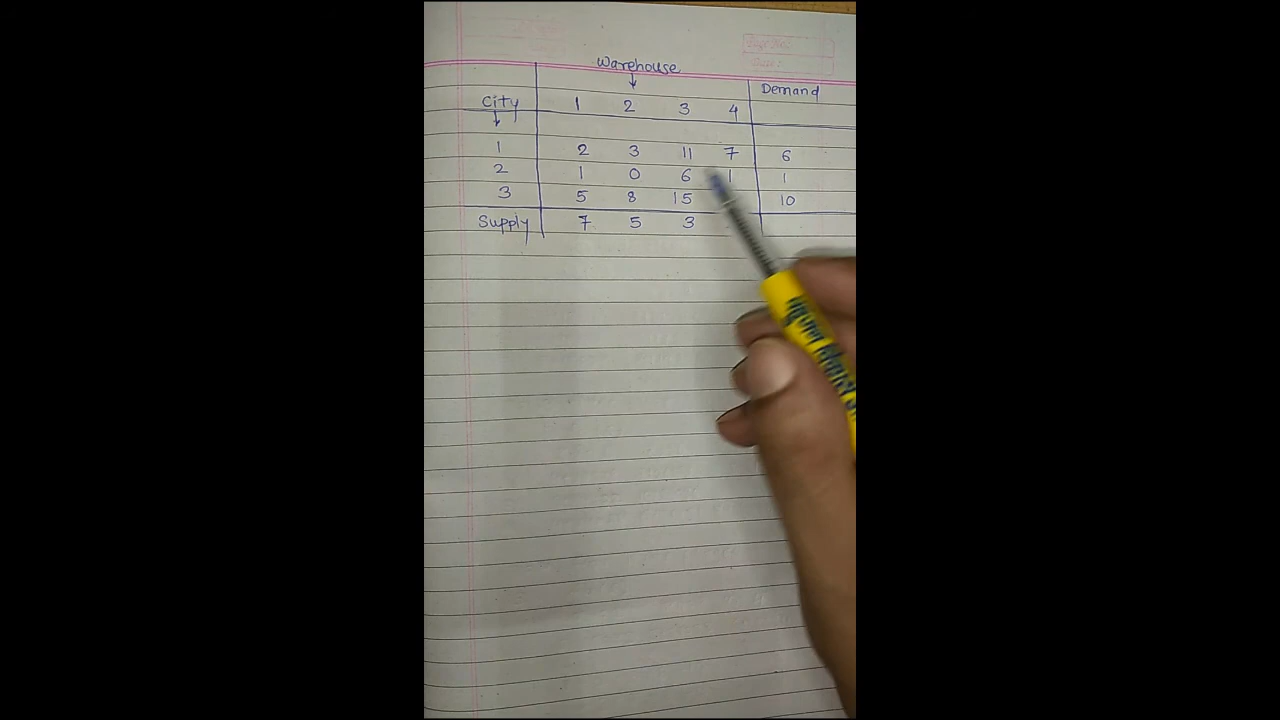 Warehouse
City 1 2 3 4 Demand
1 2 3 11 7 6
2 1 0 6 1 1
3 5 8 15 10
Supply 7 5 3